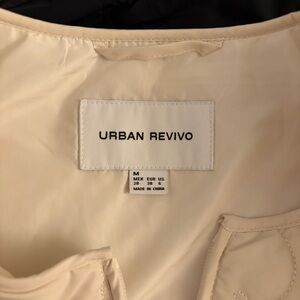 URBAN REVIVO
M
MEX EUR US
28 38 6
MADE IN CHINA